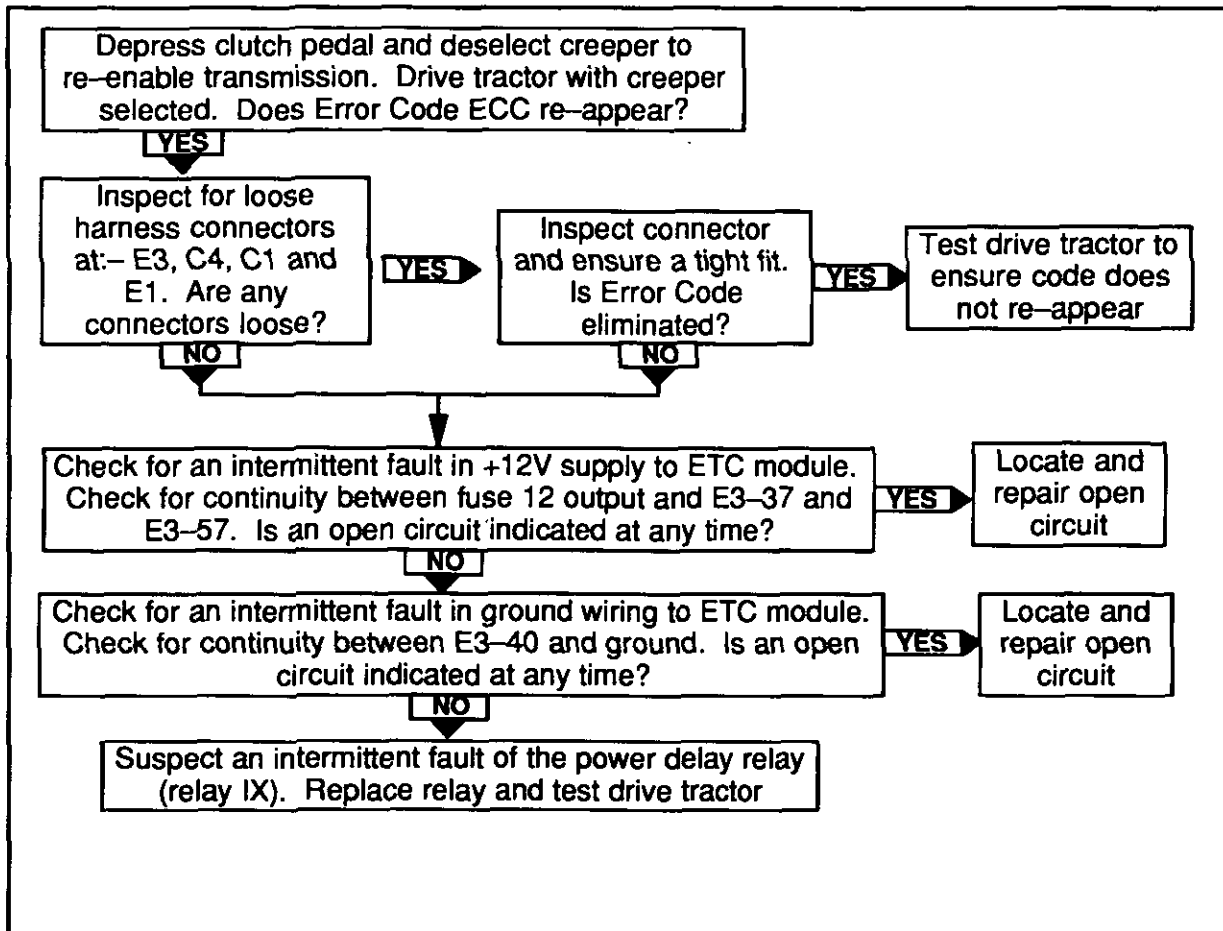 Depress clutch pedal and deselect creeper to
re–enable transmission. Drive tractor with creeper
selected. Does Error Code ECC re–appear?
YES
Inspect for loose
harness connectors
at:– E3, C4, C1 and
E1. Are any
connectors loose?
YES
Inspect connector
and ensure a tight fit.
Is Error Code
eliminated?
YES
Test drive tractor to
ensure code does
not re–appear
NO
NO
Check for an intermittent fault in +12V supply to ETC module.
Check for continuity between fuse 12 output and E3–37 and
E3–57. Is an open circuit indicated at any time?
YES
Locate and
repair open
circuit
NO
Check for an intermittent fault in ground wiring to ETC module.
Check for continuity between E3–40 and ground. Is an open
circuit indicated at any time?
YES
Locate and
repair open
circuit
NO
Suspect an intermittent fault of the power delay relay
(relay IX). Replace relay and test drive tractor